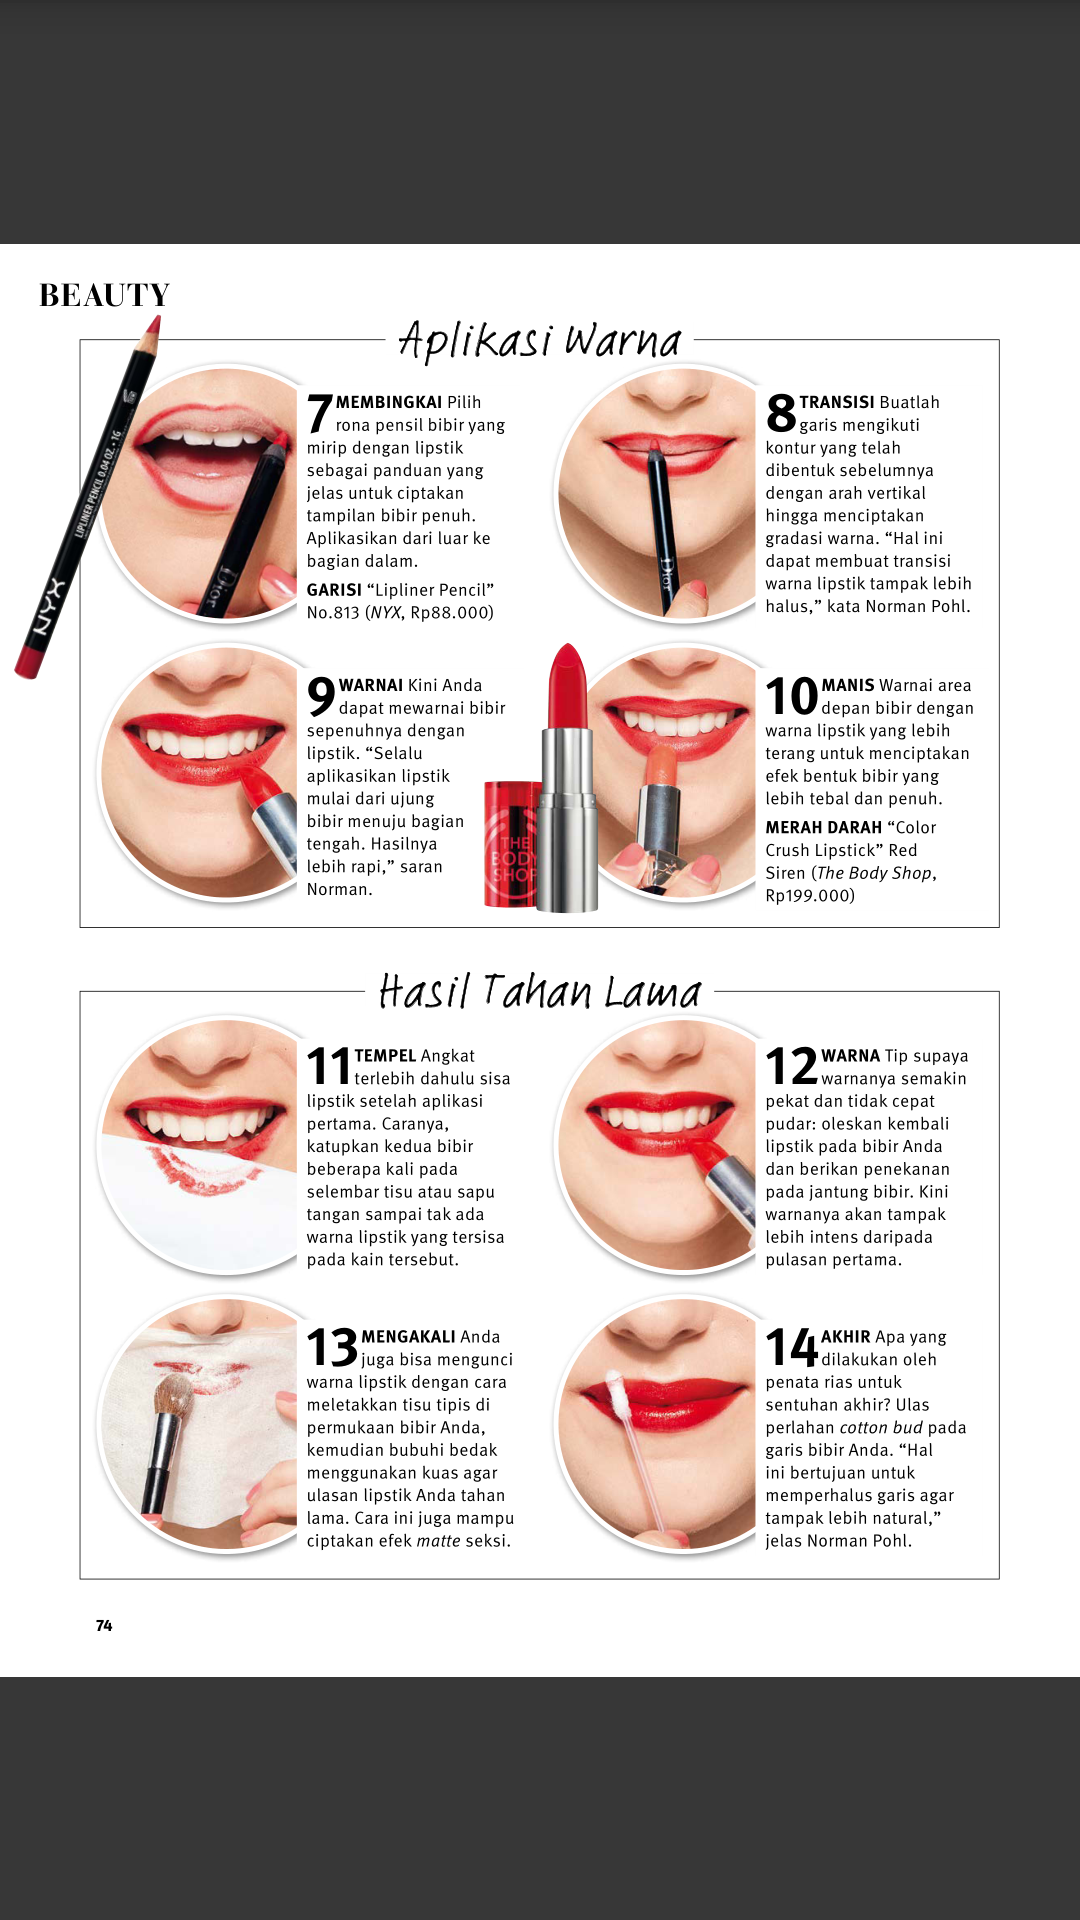 BEAUTY
Aplikasi Warna
7 MEMBINGKAI Pilih
rona pensil bibir yang
mirip dengan lipstik
sebagai panduan yang
jelas untuk ciptakan
tampilan bibir penuh.
Aplikasikan dari luar ke
bagian dalam.
GARISI “Lipliner Pencil”
No.813 (NYX, Rp88.000)
LIPLINER PENCIL 0.04 OZ. • 1G
NYX
Dior
8 TRANSISI Buatlah
garis mengikuti
kontur yang telah
dibentuk sebelumnya
dengan arah vertikal
hingga menciptakan
gradasi warna. “Hal ini
dapat membuat transisi
warna lipstik tampak lebih
halus,” kata Norman Pohl.
Dior
9 WARNAI Kini Anda
dapat mewarnai bibir
sepenuhnya dengan
lipstik. “Selalu
aplikasikan lipstik
mulai dari ujung
bibir menuju bagian
tengah. Hasilnya
lebih rapi,” saran
Norman.
THE
BODY
SHOP
10 MANIS Warnai area
depan bibir dengan
warna lipstik yang lebih
terang untuk menciptakan
efek bentuk bibir yang
lebih tebal dan penuh.
MERAH DARAH “Color
Crush Lipstick” Red
Siren (The Body Shop,
Rp199.000)
Hasil Tahan Lama
11 TEMPEL Angkat
terlebih dahulu sisa
lipstik setelah aplikasi
pertama. Caranya,
katupkan kedua bibir
beberapa kali pada
selembar tisu atau sapu
tangan sampai tak ada
warna lipstik yang tersisa
pada kain tersebut.
12 WARNA Tip supaya
warnanya semakin
pekat dan tidak cepat
pudar: oleskan kembali
lipstik pada bibir Anda
dan berikan penekanan
pada jantung bibir. Kini
warnanya akan tampak
lebih intens daripada
pulasan pertama.
13 MENGAKALI Anda
juga bisa mengunci
warna lipstik dengan cara
meletakkan tisu tipis di
permukaan bibir Anda,
kemudian bubuhi bedak
menggunakan kuas agar
ulasan lipstik Anda tahan
lama. Cara ini juga mampu
ciptakan efek matte seksi.
14 AKHIR Apa yang
dilakukan oleh
penata rias untuk
sentuhan akhir? Ulas
perlahan cotton bud pada
garis bibir Anda. “Hal
ini bertujuan untuk
memperhalus garis agar
tampak lebih natural,”
jelas Norman Pohl.
74